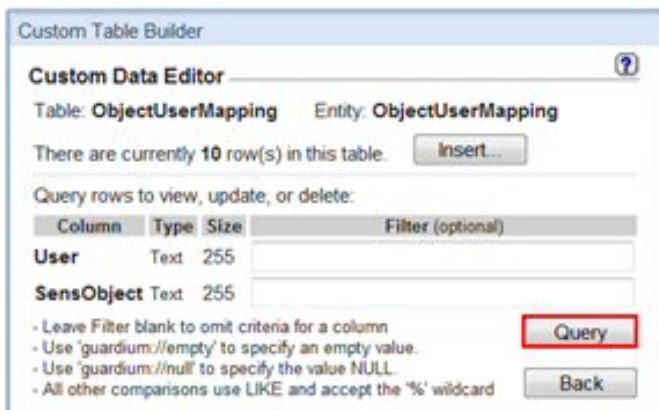 Custom Table Builder
Custom Data Editor
Table: ObjectUserMapping Entity: ObjectUserMapping
There are currently 10 row(s) in this table. Insert...
Query rows to view, update, or delete:
Column Type Size Filter (optional)
User Text 255
SensObject Text 255
- Leave Filter blank to omit criteria for a column
- Use 'guardium://empty' to specify an empty value.
- Use 'guardium://null' to specify the value NULL.
- All other comparisons use LIKE and accept the '%' wildcard
Query
Back